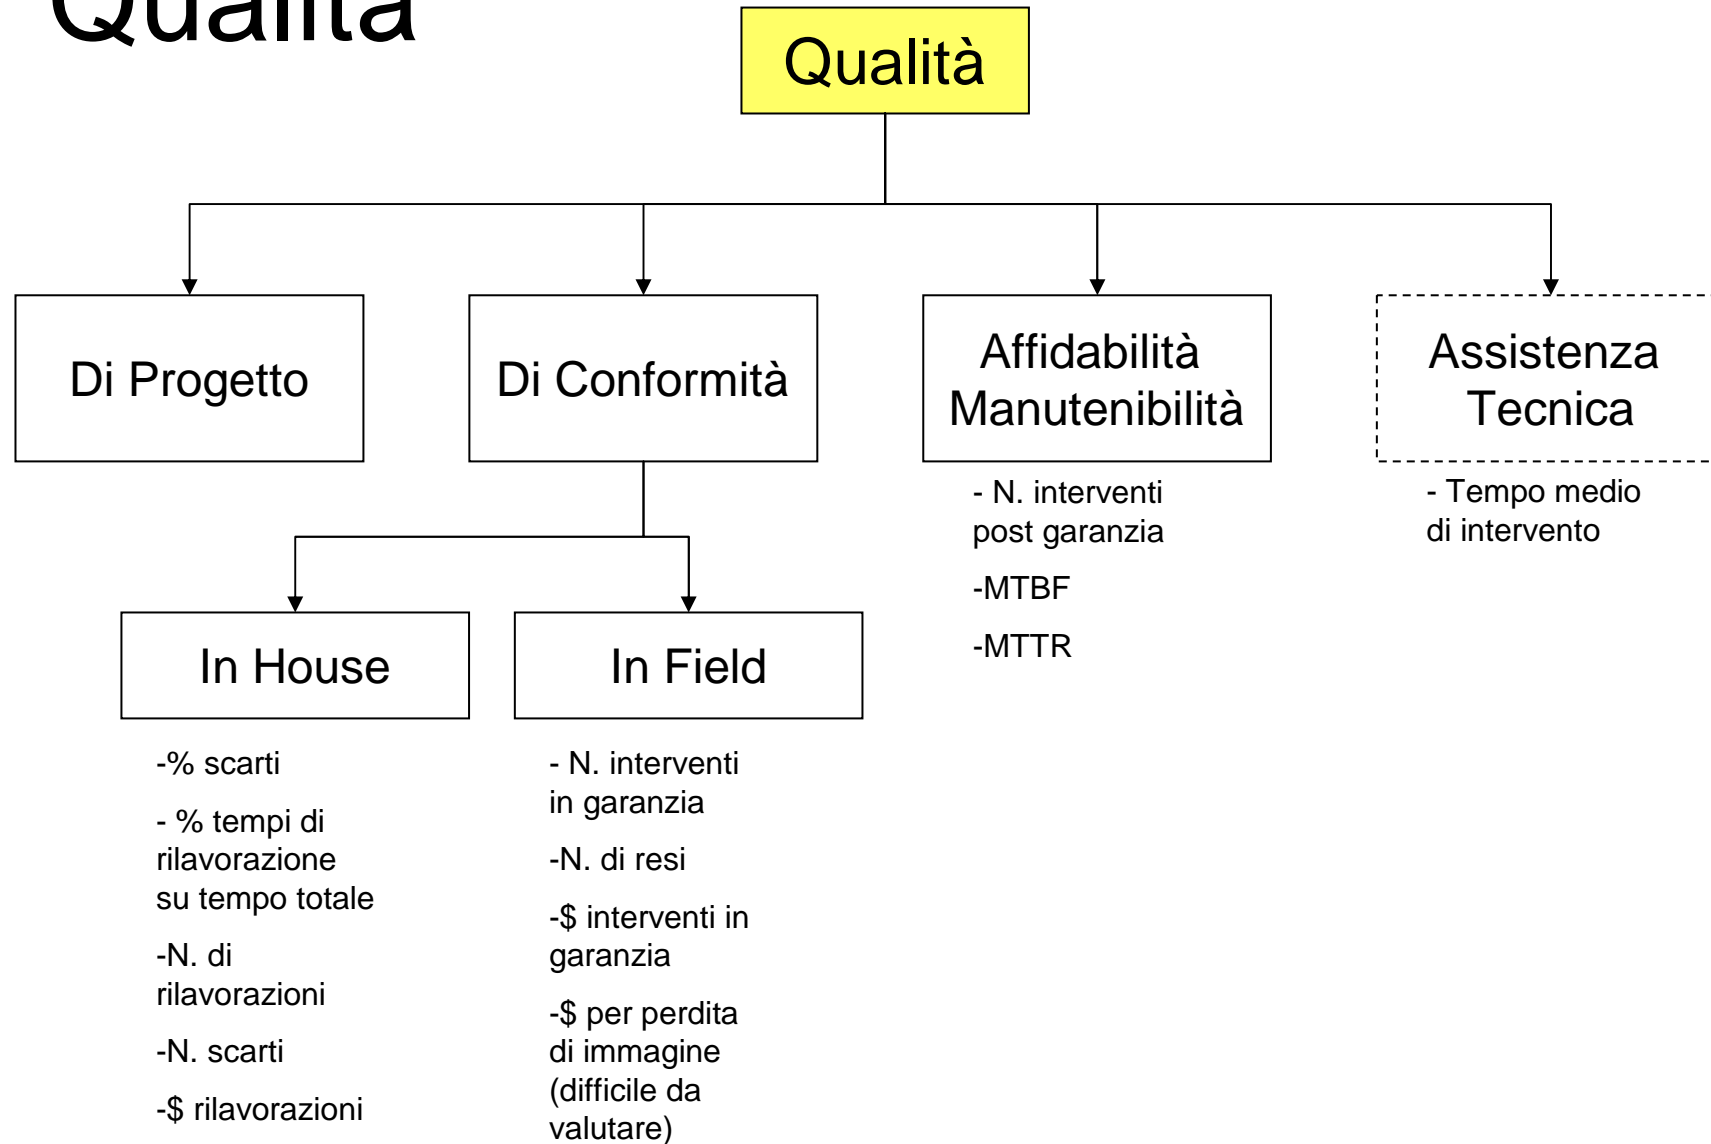 Qualità
Qualità
Di Progetto
Di Conformità
Affidabilità
Manutenibilità
Assistenza
Tecnica
- N. interventi
post garanzia
-MTBF
-MTTR
- Tempo medio
di intervento
In House
In Field
-% scarti
- % tempi di
rilavorazione
su tempo totale
-N. di
rilavorazioni
-N. scarti
-$ rilavorazioni
- N. interventi
in garanzia
-N. di resi
-$ interventi in
garanzia
-$ per perdita
di immagine
(difficile da
valutare)